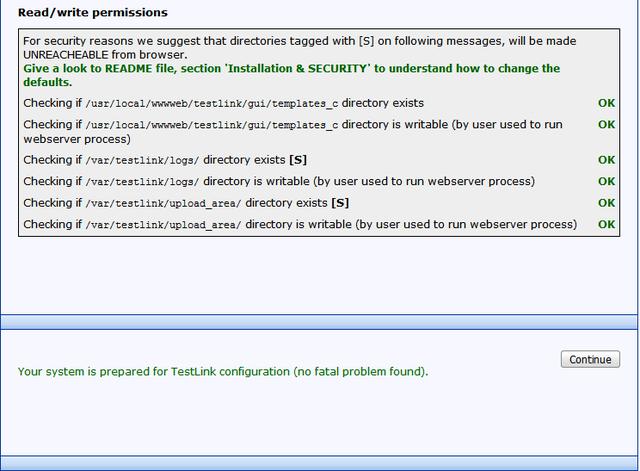 Read/write permissions
For security reasons we suggest that directories tagged with [S] on following messages, will be made
UNREACHEABLE from browser.
Give a look to README file, section 'Installation & SECURITY' to understand how to change the
defaults.
Checking if /usr/local/wwwweb/testlink/gui/templates_c directory exists OK
Checking if /usr/local/wwwweb/testlink/gui/templates_c directory is writable (by user used to run OK
webserver process)
Checking if /var/testlink/logs/ directory exists [S] OK
Checking if /var/testlink/logs/ directory is writable (by user used to run webserver process) OK
Checking if /var/testlink/upload_area/ directory exists [S] OK
Checking if /var/testlink/upload_area/ directory is writable (by user used to run webserver process) OK
Continue
Your system is prepared for TestLink configuration (no fatal problem found).